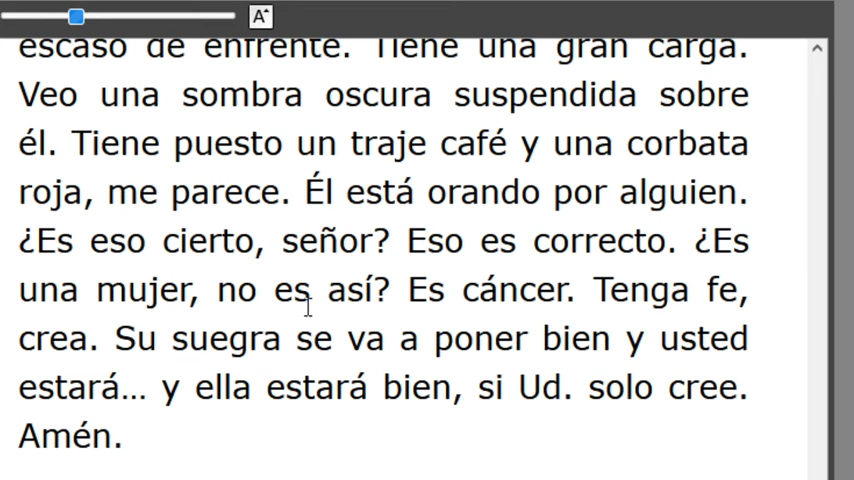 A
escaso de enfrente. Tiene una gran carga.
Veo una sombra oscura suspendida sobre
él. Tiene puesto un traje café y una corbata
roja, me parece. Él está orando por alguien.
¿Es eso cierto, señor? Eso es correcto. ¿Es
una mujer, no es así? Es cáncer. Tenga fe,
crea. Su suegra se va a poner bien y usted
estará... y ella estará bien, si Ud. solo cree.
Amén.